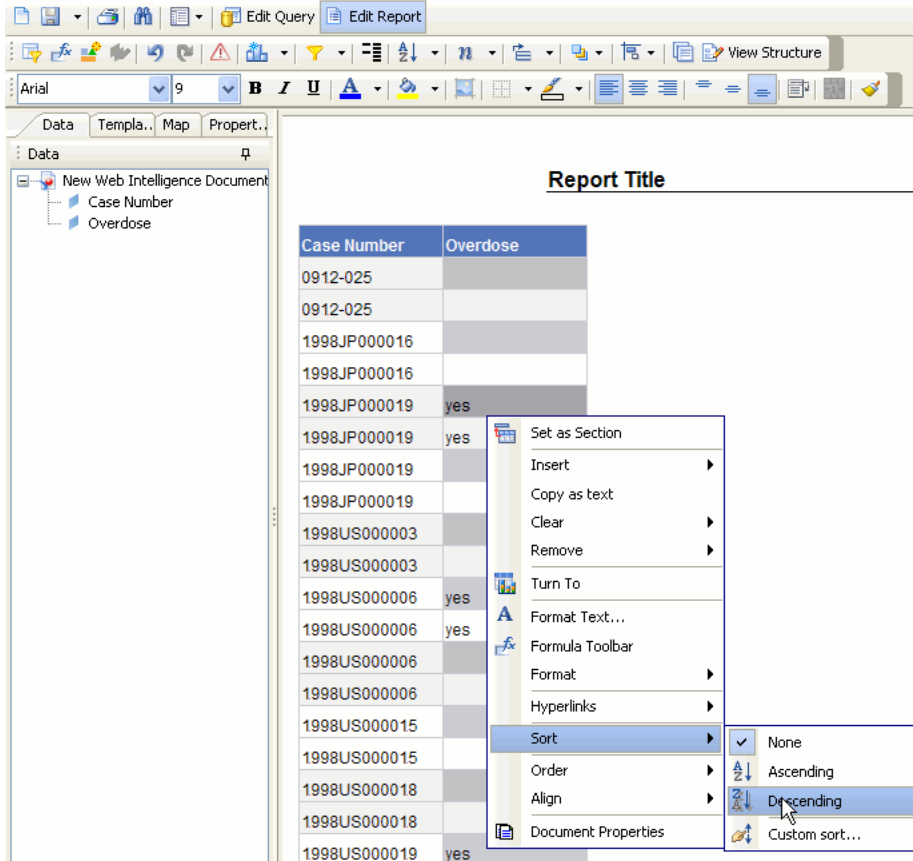 Edit Query Edit Report
View Structure
Arial 9 B I U A
Data Templa.. Map Propert..
Data
New Web Intelligence Document
Case Number
Overdose
Report Title
Case Number Overdose
0912-025
0912-025
1998JP000016
1998JP000016
1998JP000019 yes
1998JP000019 yes
1998JP000019
1998JP000019
1998US000003
1998US000003
1998US000006 yes
1998US000006 yes
1998US000006
1998US000006
1998US000015
1998US000015
1998US000018
1998US000018
1998US000019 yes
Set as Section
Insert
Copy as text
Clear
Remove
Turn To
Format Text...
Formula Toolbar
Format
Hyperlinks
Sort
Order
Align
Document Properties
None
Ascending
Descending
Custom sort...